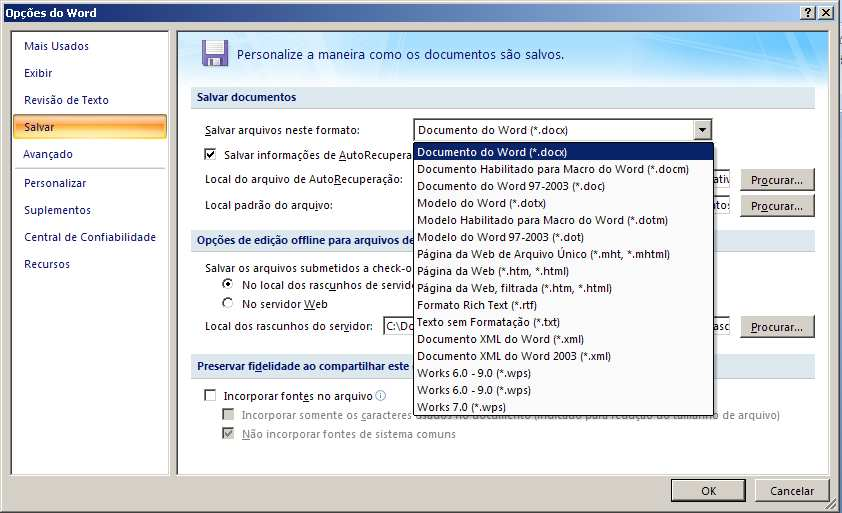 Opções do Word
Mais Usados
Exibir
Revisão de Texto
Salvar
Avançado
Personalizar
Suplementos
Central de Confiabilidade
Recursos
Personalize a maneira como os documentos são salvos.
Salvar documentos
Salvar arquivos neste formato: Documento do Word (*.docx)
Salvar informações de AutoRecupera
Local do arquivo de AutoRecuperação: Procurar...
Local padrão do arquivo: Procurar...
Documento do Word (*.docx)
Documento Habilitado para Macro do Word (*.docm)
Documento do Word 97-2003 (*.doc)
Modelo do Word (*.dotx)
Modelo Habilitado para Macro do Word (*.dotm)
Modelo do Word 97-2003 (*.dot)
Página da Web de Arquivo Único (*.mht, *.mhtml)
Página da Web (*.htm, *.html)
Página da Web, filtrada (*.htm, *.html)
Formato Rich Text (*.rtf)
Texto sem Formatação (*.txt)
Documento XML do Word (*.xml)
Documento XML do Word 2003 (*.xml)
Works 6.0 - 9.0 (*.wps)
Works 6.0 - 9.0 (*.wps)
Works 7.0 (*.wps)
Opções de edição offline para arquivos de
Salvar os arquivos submetidos a check-o
No local dos rascunhos de servido
No servidor Web
Local dos rascunhos do servidor: C:\Do Procurar...
Preservar fidelidade ao compartilhar este
Incorporar fontes no arquivo
Incorporar somente os caracteres usados no documento (indicado para redução do tamanho de arquivo)
Não incorporar fontes de sistema comuns
OK Cancelar